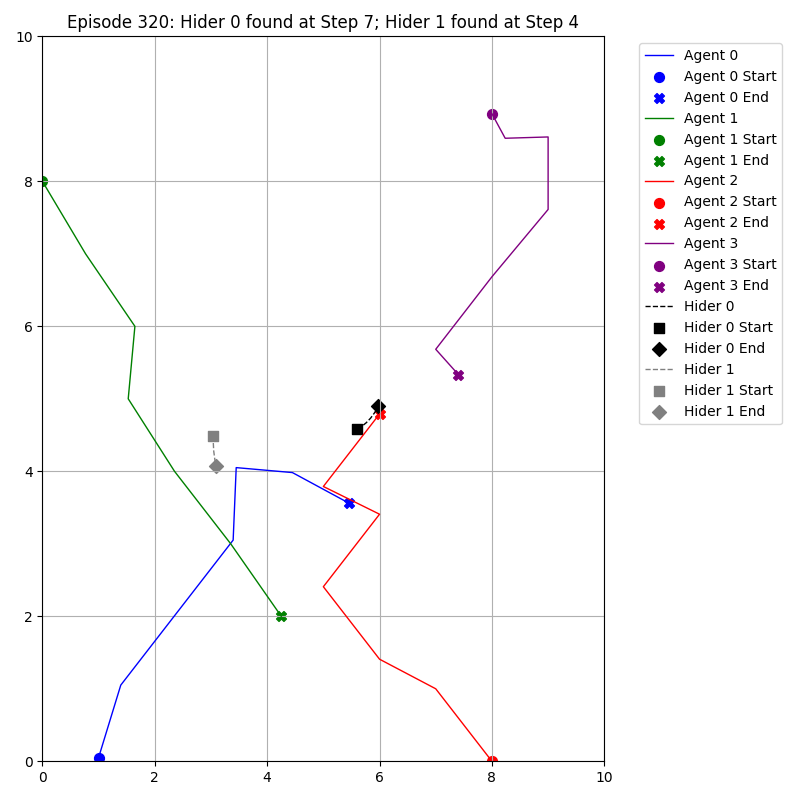 Episode 320: Hider 0 found at Step 7; Hider 1 found at Step 4
10
8
6
4
2
0
0 2 4 6 8 10
Agent 0
Agent 0 Start
Agent 0 End
Agent 1
Agent 1 Start
Agent 1 End
Agent 2
Agent 2 Start
Agent 2 End
Agent 3
Agent 3 Start
Agent 3 End
Hider 0
Hider 0 Start
Hider 0 End
Hider 1
Hider 1 Start
Hider 1 End